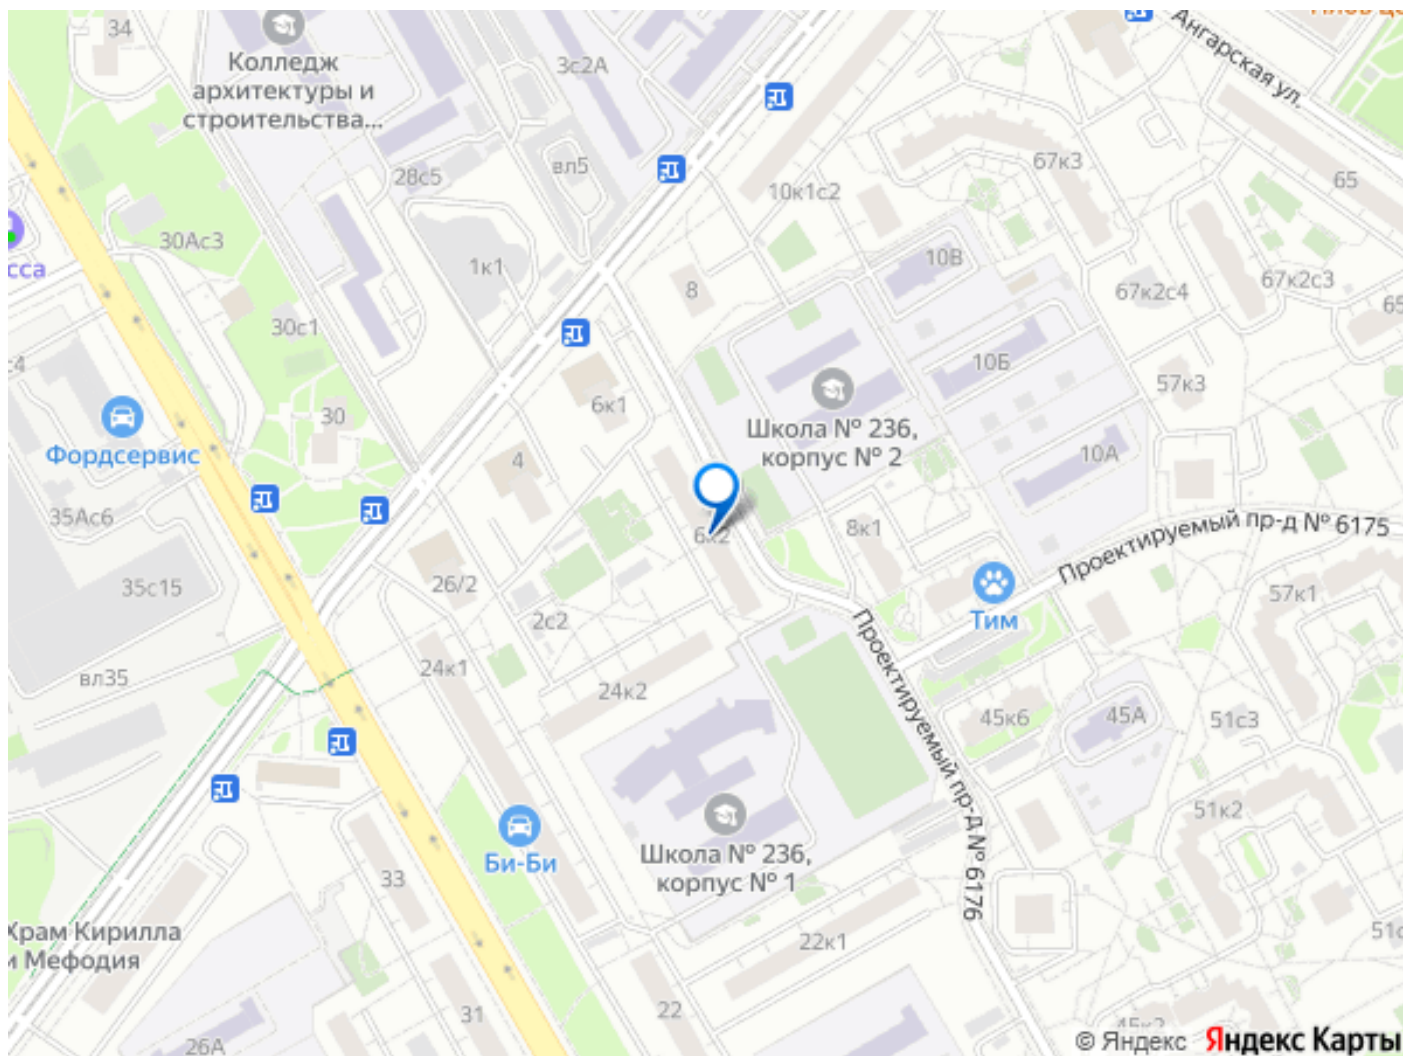 34
Колледж
архитектуры и
строительства...
3с2А
Ангарская ул.
вл5
28с5
67к3
65
10к1с2
30Ас3
сса
1к1
8
10В
67к2с4
67к2с3
65
30с1
с4
10Б
57к3
6к1
30
Школа № 236,
корпус № 2
Фордсервис
4
10А
35Ас6
6к2
8к1
Проектируемый пр-д № 6175
35с15
26/2
2с2
Тим
57к1
Проектируемый пр-д № 6176
вл35
24к1
24к2
45к6
45А
51с3
51к2
Би-Би
Школа № 236,
корпус № 1
33
Храм Кирилла
и Мефодия
22к1
22
31
26А
© Яндекс Яндекс Карты